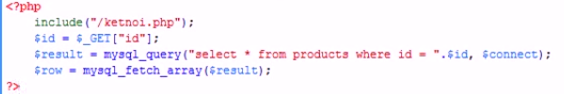 <?php
include("/ketnoi.php");
$id = $_GET["id"];
$result = mysql_query("select * from products where id = ".$id, $connect);
$row = mysql_fetch_array($result);
?>